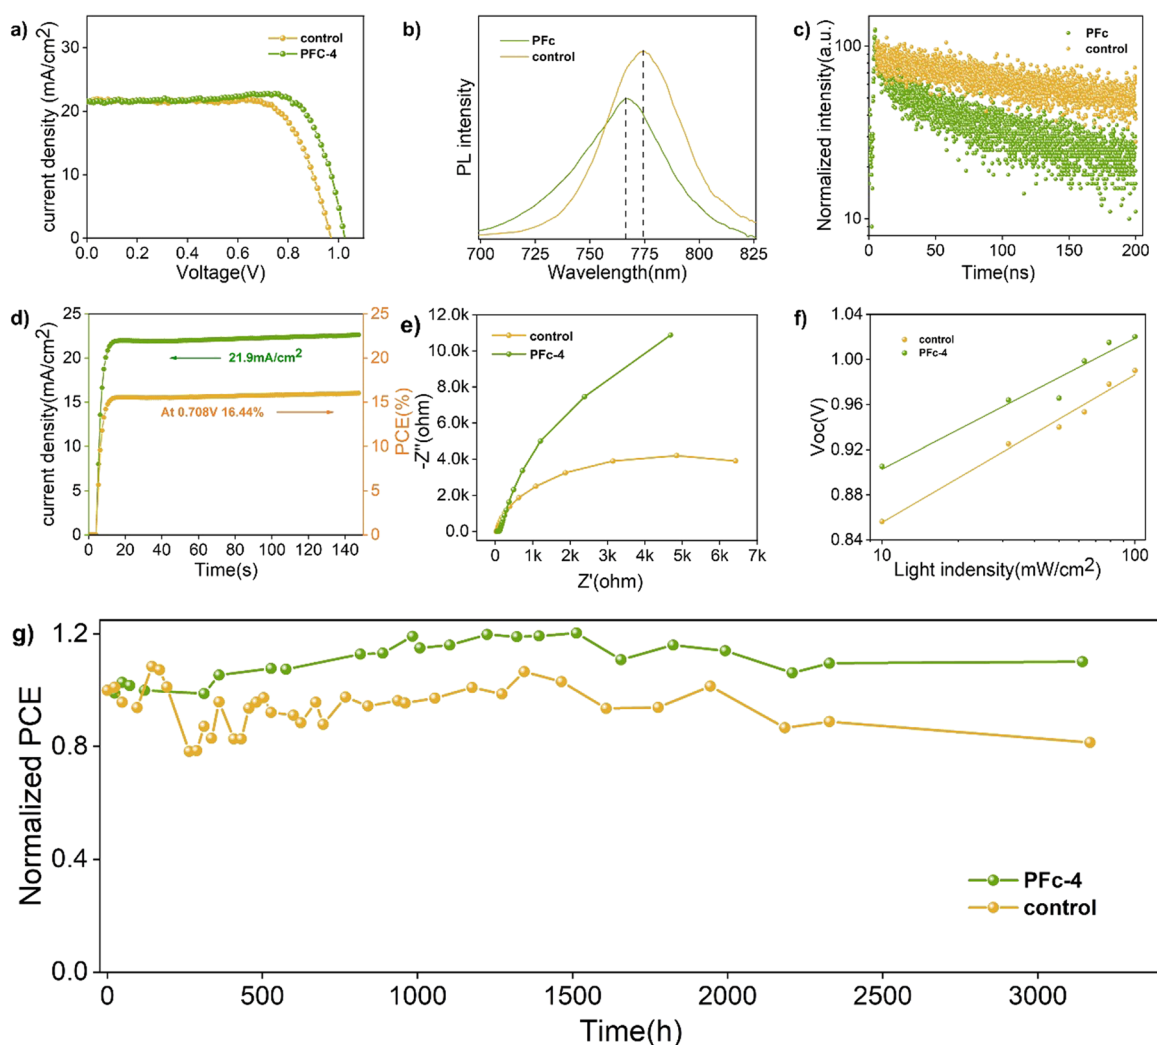 a)
control
PFC-4
current density (mA/cm²)
30
20
10
0
0.0 0.2 0.4 0.6 0.8 1.0
Voltage(V)
b)
PFc
control
PL intensity
700 725 750 775 800 825
Wavelength(nm)
c)
PFc
control
Normalized intensity(a.u.)
100
10
0 50 100 150 200
Time(ns)
d)
current density(mA/cm²)
25
20
15
10
5
0
21.9mA/cm²
At 0.708V 16.44%
25
20
15
10
5
0
PCE(%)
0 20 40 60 80 100 120 140
Time(s)
e)
control
PFc-4
-Z''(ohm)
12.0k
10.0k
8.0k
6.0k
4.0k
2.0k
0.0
0 1k 2k 3k 4k 5k 6k 7k
Z'(ohm)
f)
control
PFc-4
Voc(V)
1.04
1.00
0.96
0.92
0.88
0.84
10 100
Light indensity(mW/cm²)
g)
Normalized PCE
1.2
0.8
0.4
0.0
PFc-4
control
0 500 1000 1500 2000 2500 3000
Time(h)